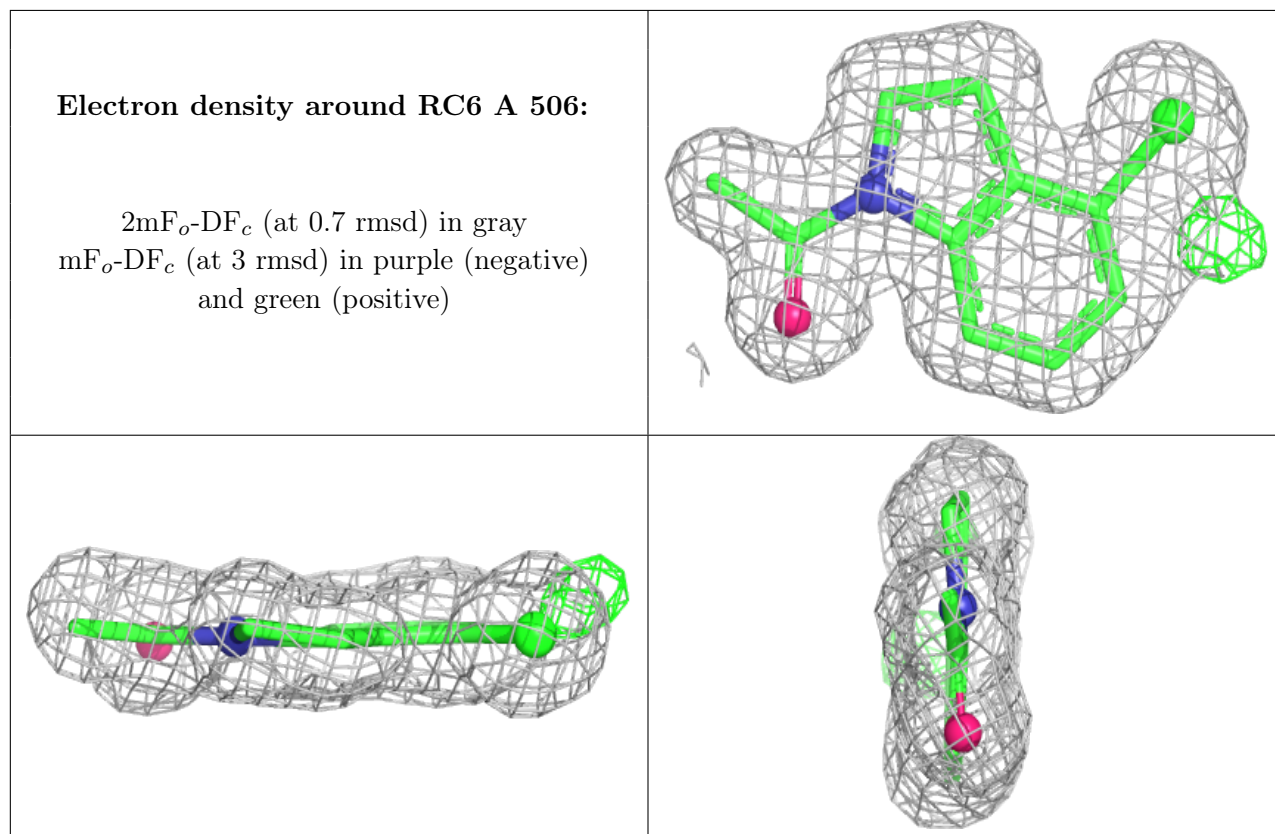 Electron density around RC6 A 506:
2mFo-DFc (at 0.7 rmsd) in gray
mFo-DFc (at 3 rmsd) in purple (negative)
and green (positive)